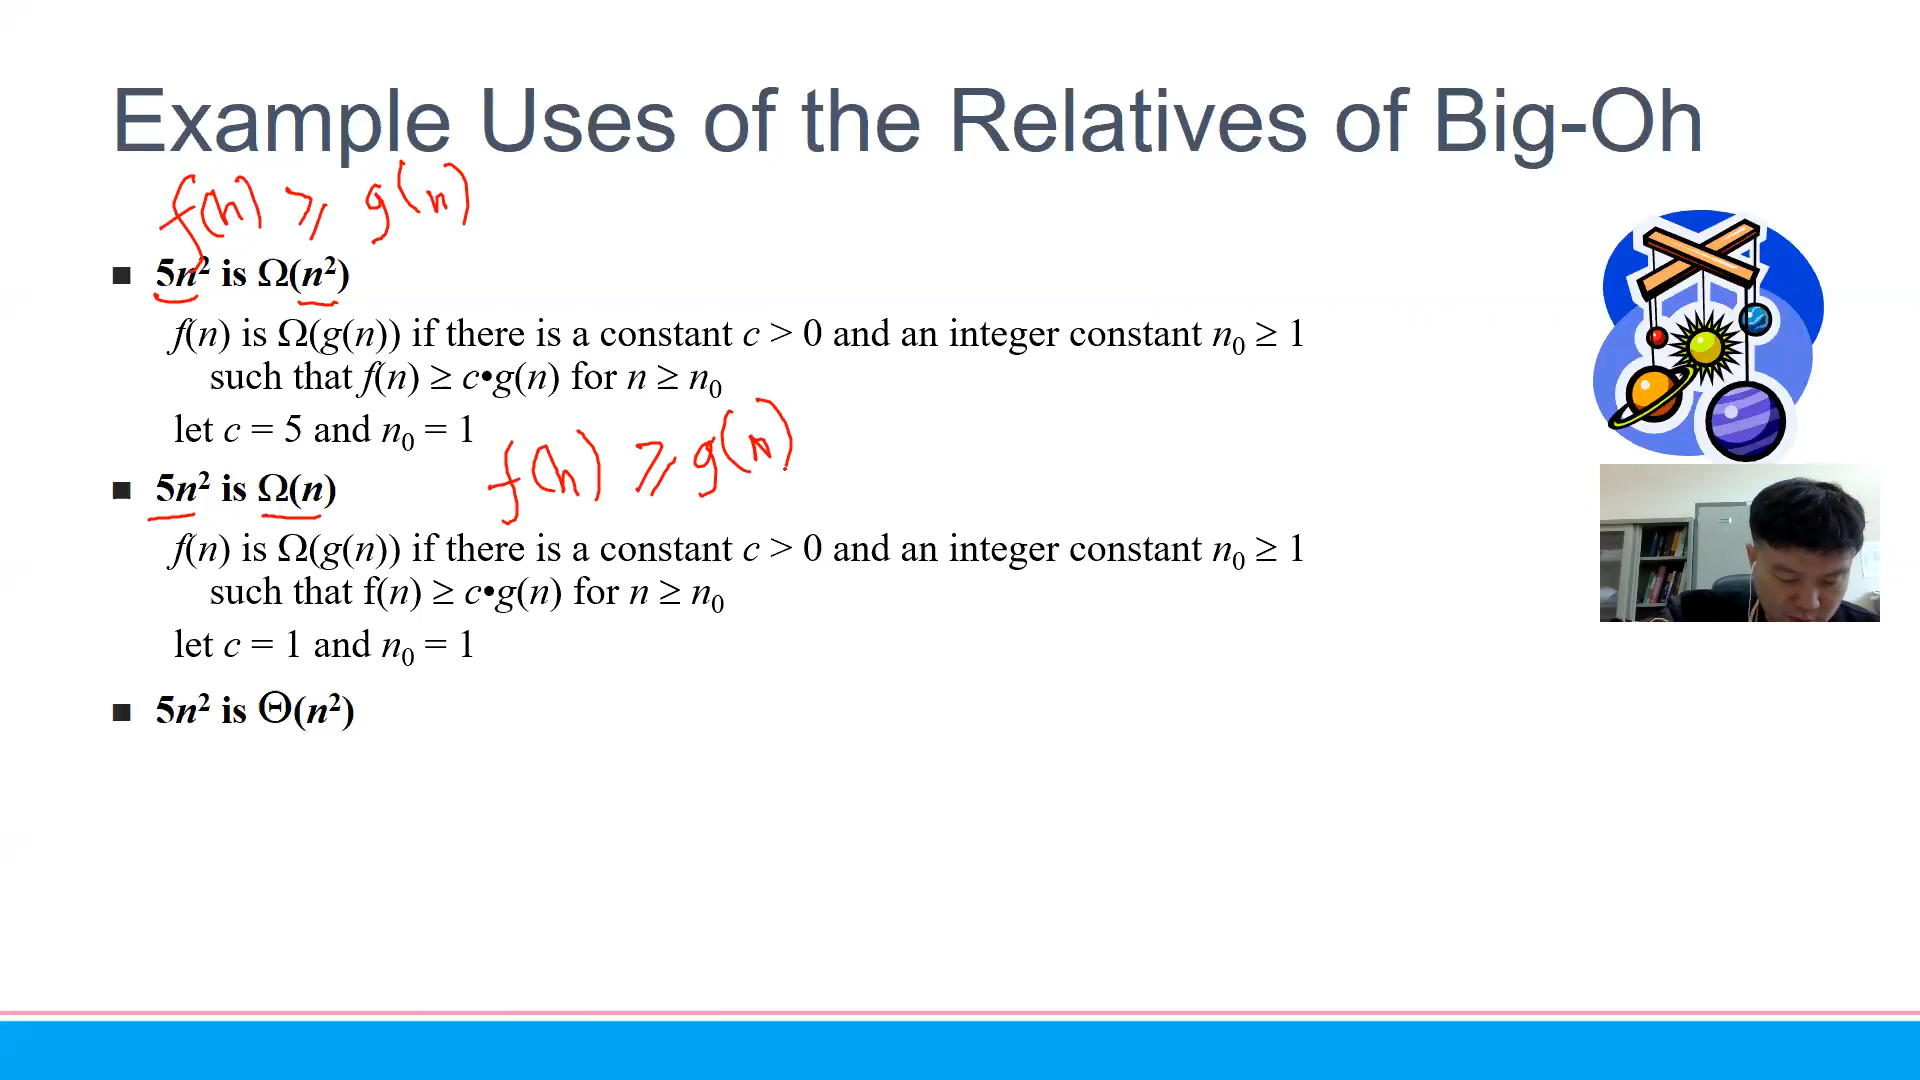 Example Uses of the Relatives of Big-Oh
f(n) ≥ g(n)
■ 5n² is Ω(n²)
f(n) is Ω(g(n)) if there is a constant c > 0 and an integer constant n₀ ≥ 1
such that f(n) ≥ c•g(n) for n ≥ n₀
let c = 5 and n₀ = 1
f(n) ≥ g(n)
■ 5n² is Ω(n)
f(n) is Ω(g(n)) if there is a constant c > 0 and an integer constant n₀ ≥ 1
such that f(n) ≥ c•g(n) for n ≥ n₀
let c = 1 and n₀ = 1
■ 5n² is Θ(n²)